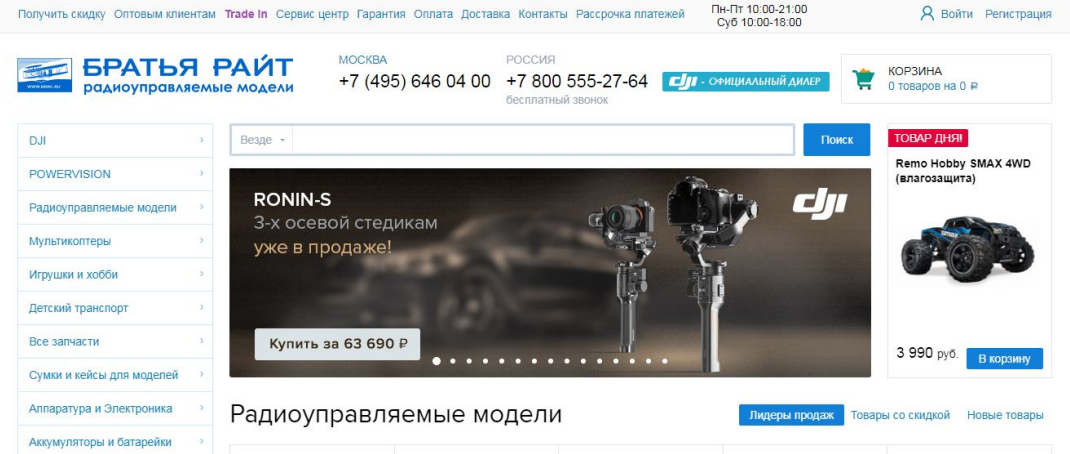 Получить скидку Оптовым клиентам Trade In Сервис центр Гарантия Оплата Доставка Контакты Рассрочка платежей
Пн-Пт 10:00-21:00
Суб 10:00-18:00
Войти Регистрация
БРАТЬЯ РАЙТ
радиоуправляемые модели
МОСКВА
+7 (495) 646 04 00
РОССИЯ
+7 800 555-27-64
бесплатный звонок
dji - ОФИЦИАЛЬНЫЙ ДИЛЕР
КОРЗИНА
0 товаров на 0 ₽
DJI
POWERVISION
Радиоуправляемые модели
Мультикоптеры
Игрушки и хобби
Детский транспорт
Все запчасти
Сумки и кейсы для моделей
Аппаратура и Электроника
Аккумуляторы и батарейки
Везде
Поиск
RONIN-S
3-х осевой стедикам
уже в продаже!
dji
Купить за 63 690 ₽
ТОВАР ДНЯ!
Remo Hobby SMAX 4WD
(влагозащита)
3 990 руб.
В корзину
Радиоуправляемые модели
Лидеры продаж Товары со скидкой Новые товары